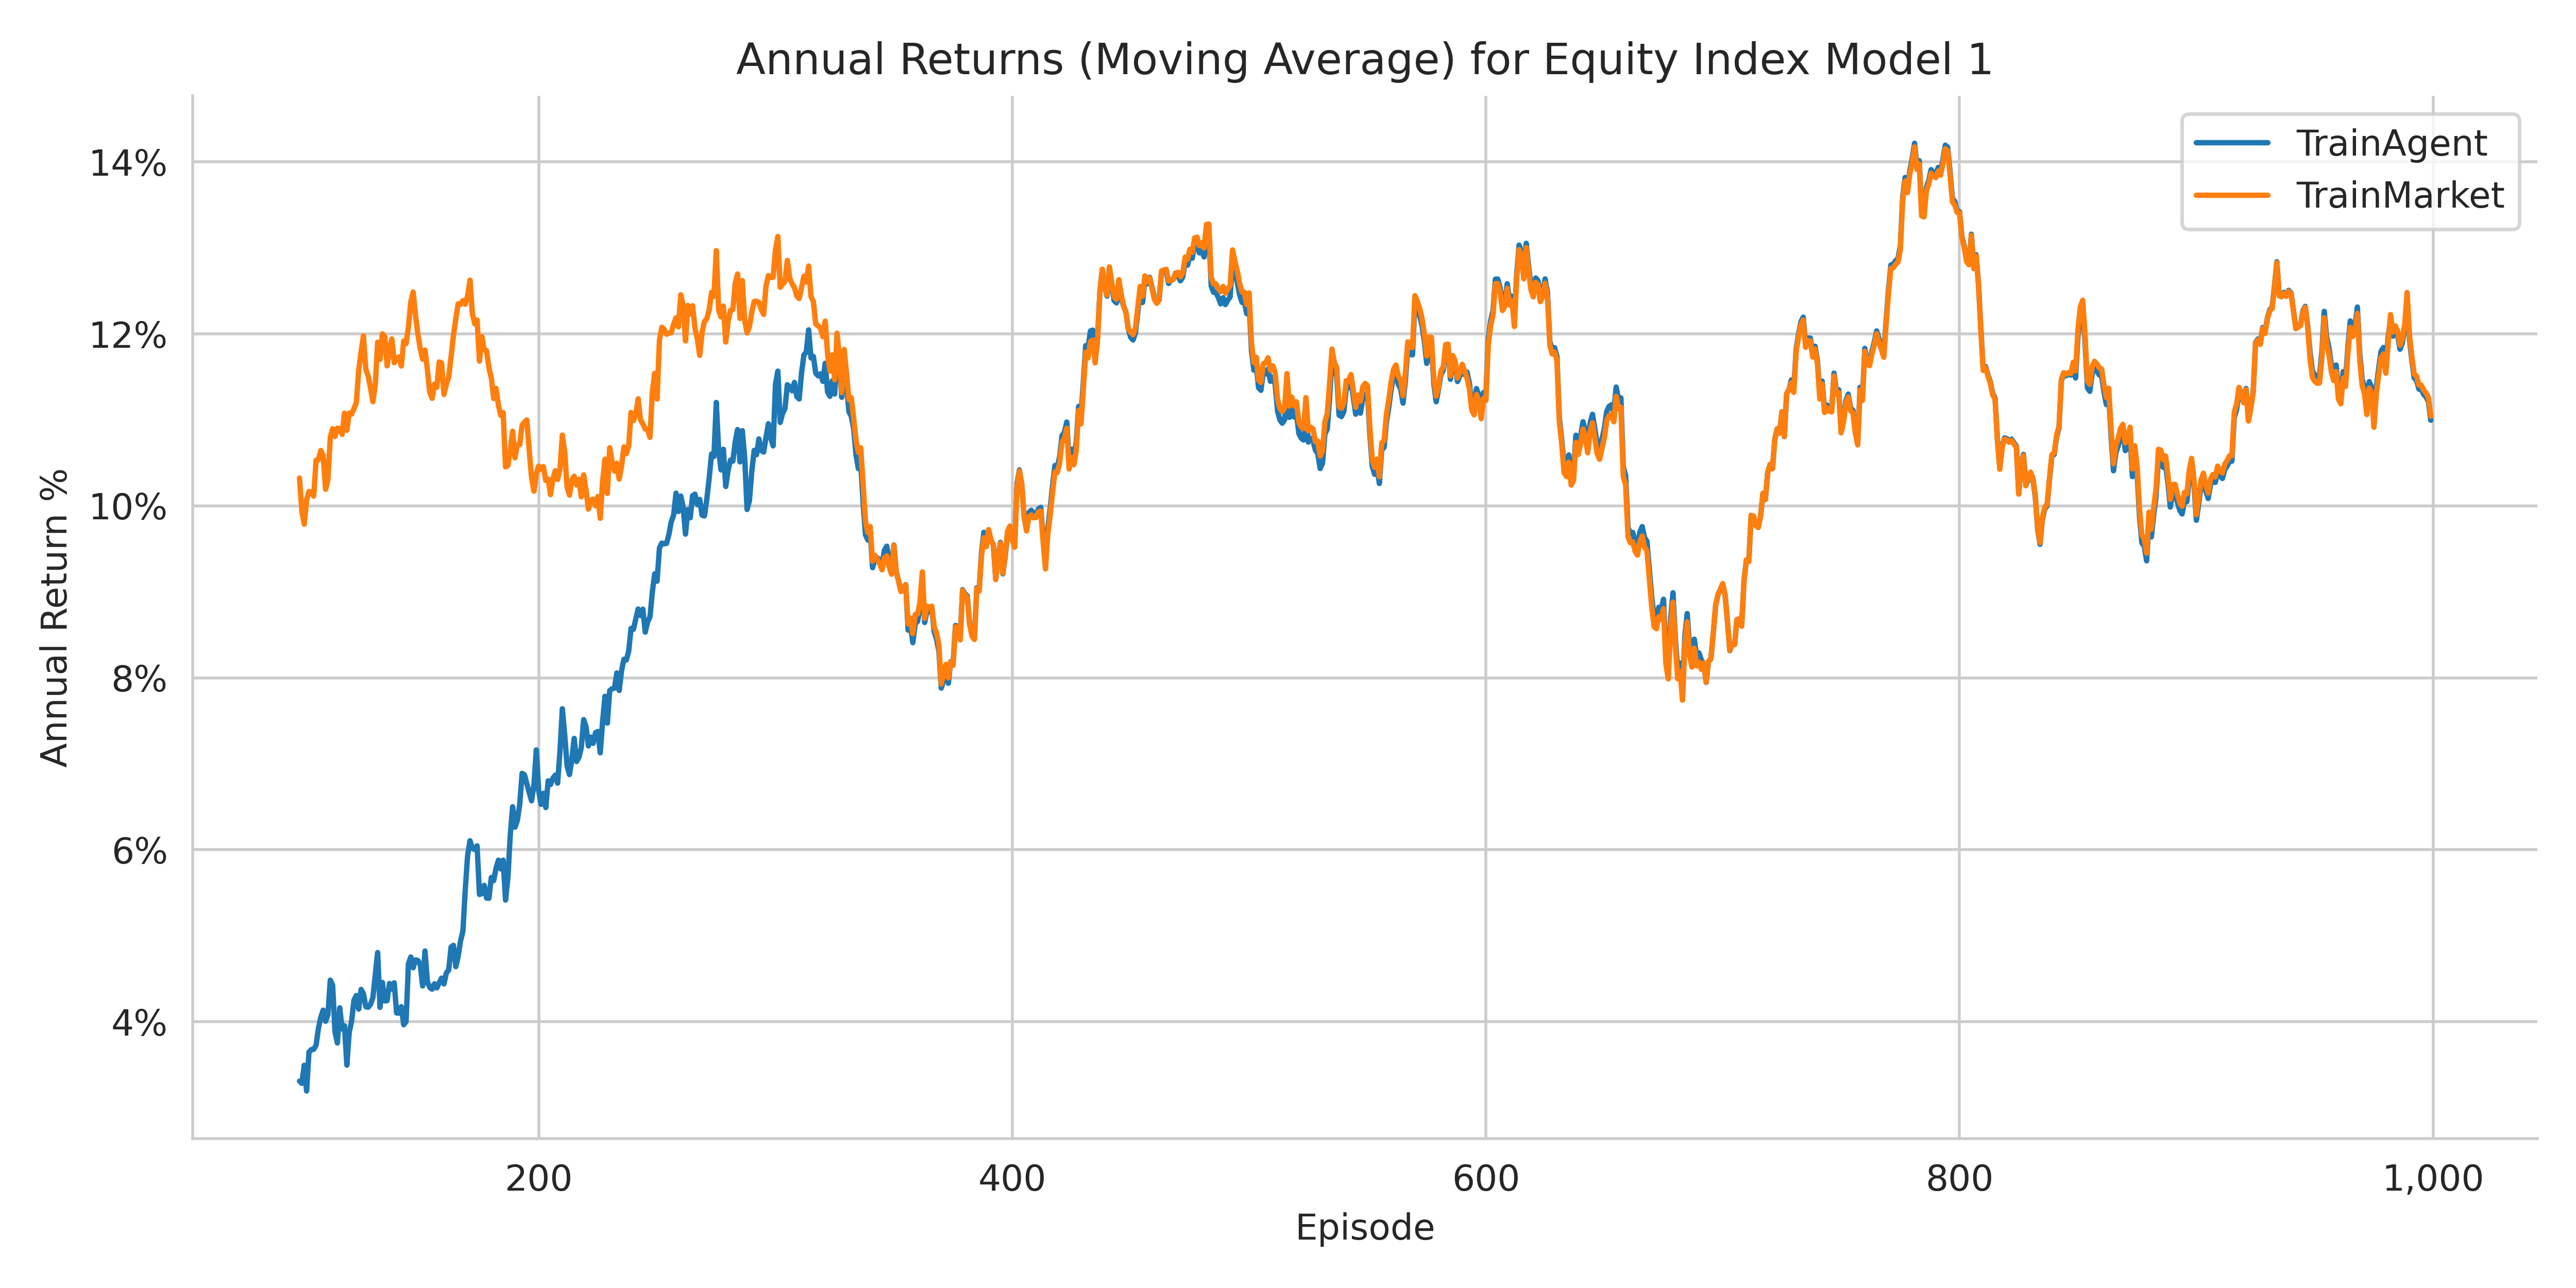 Annual Returns (Moving Average) for Equity Index Model 1
TrainAgent
TrainMarket
14%
12%
10%
8%
6%
4%
Annual Return %
200
400
600
800
1,000
Episode